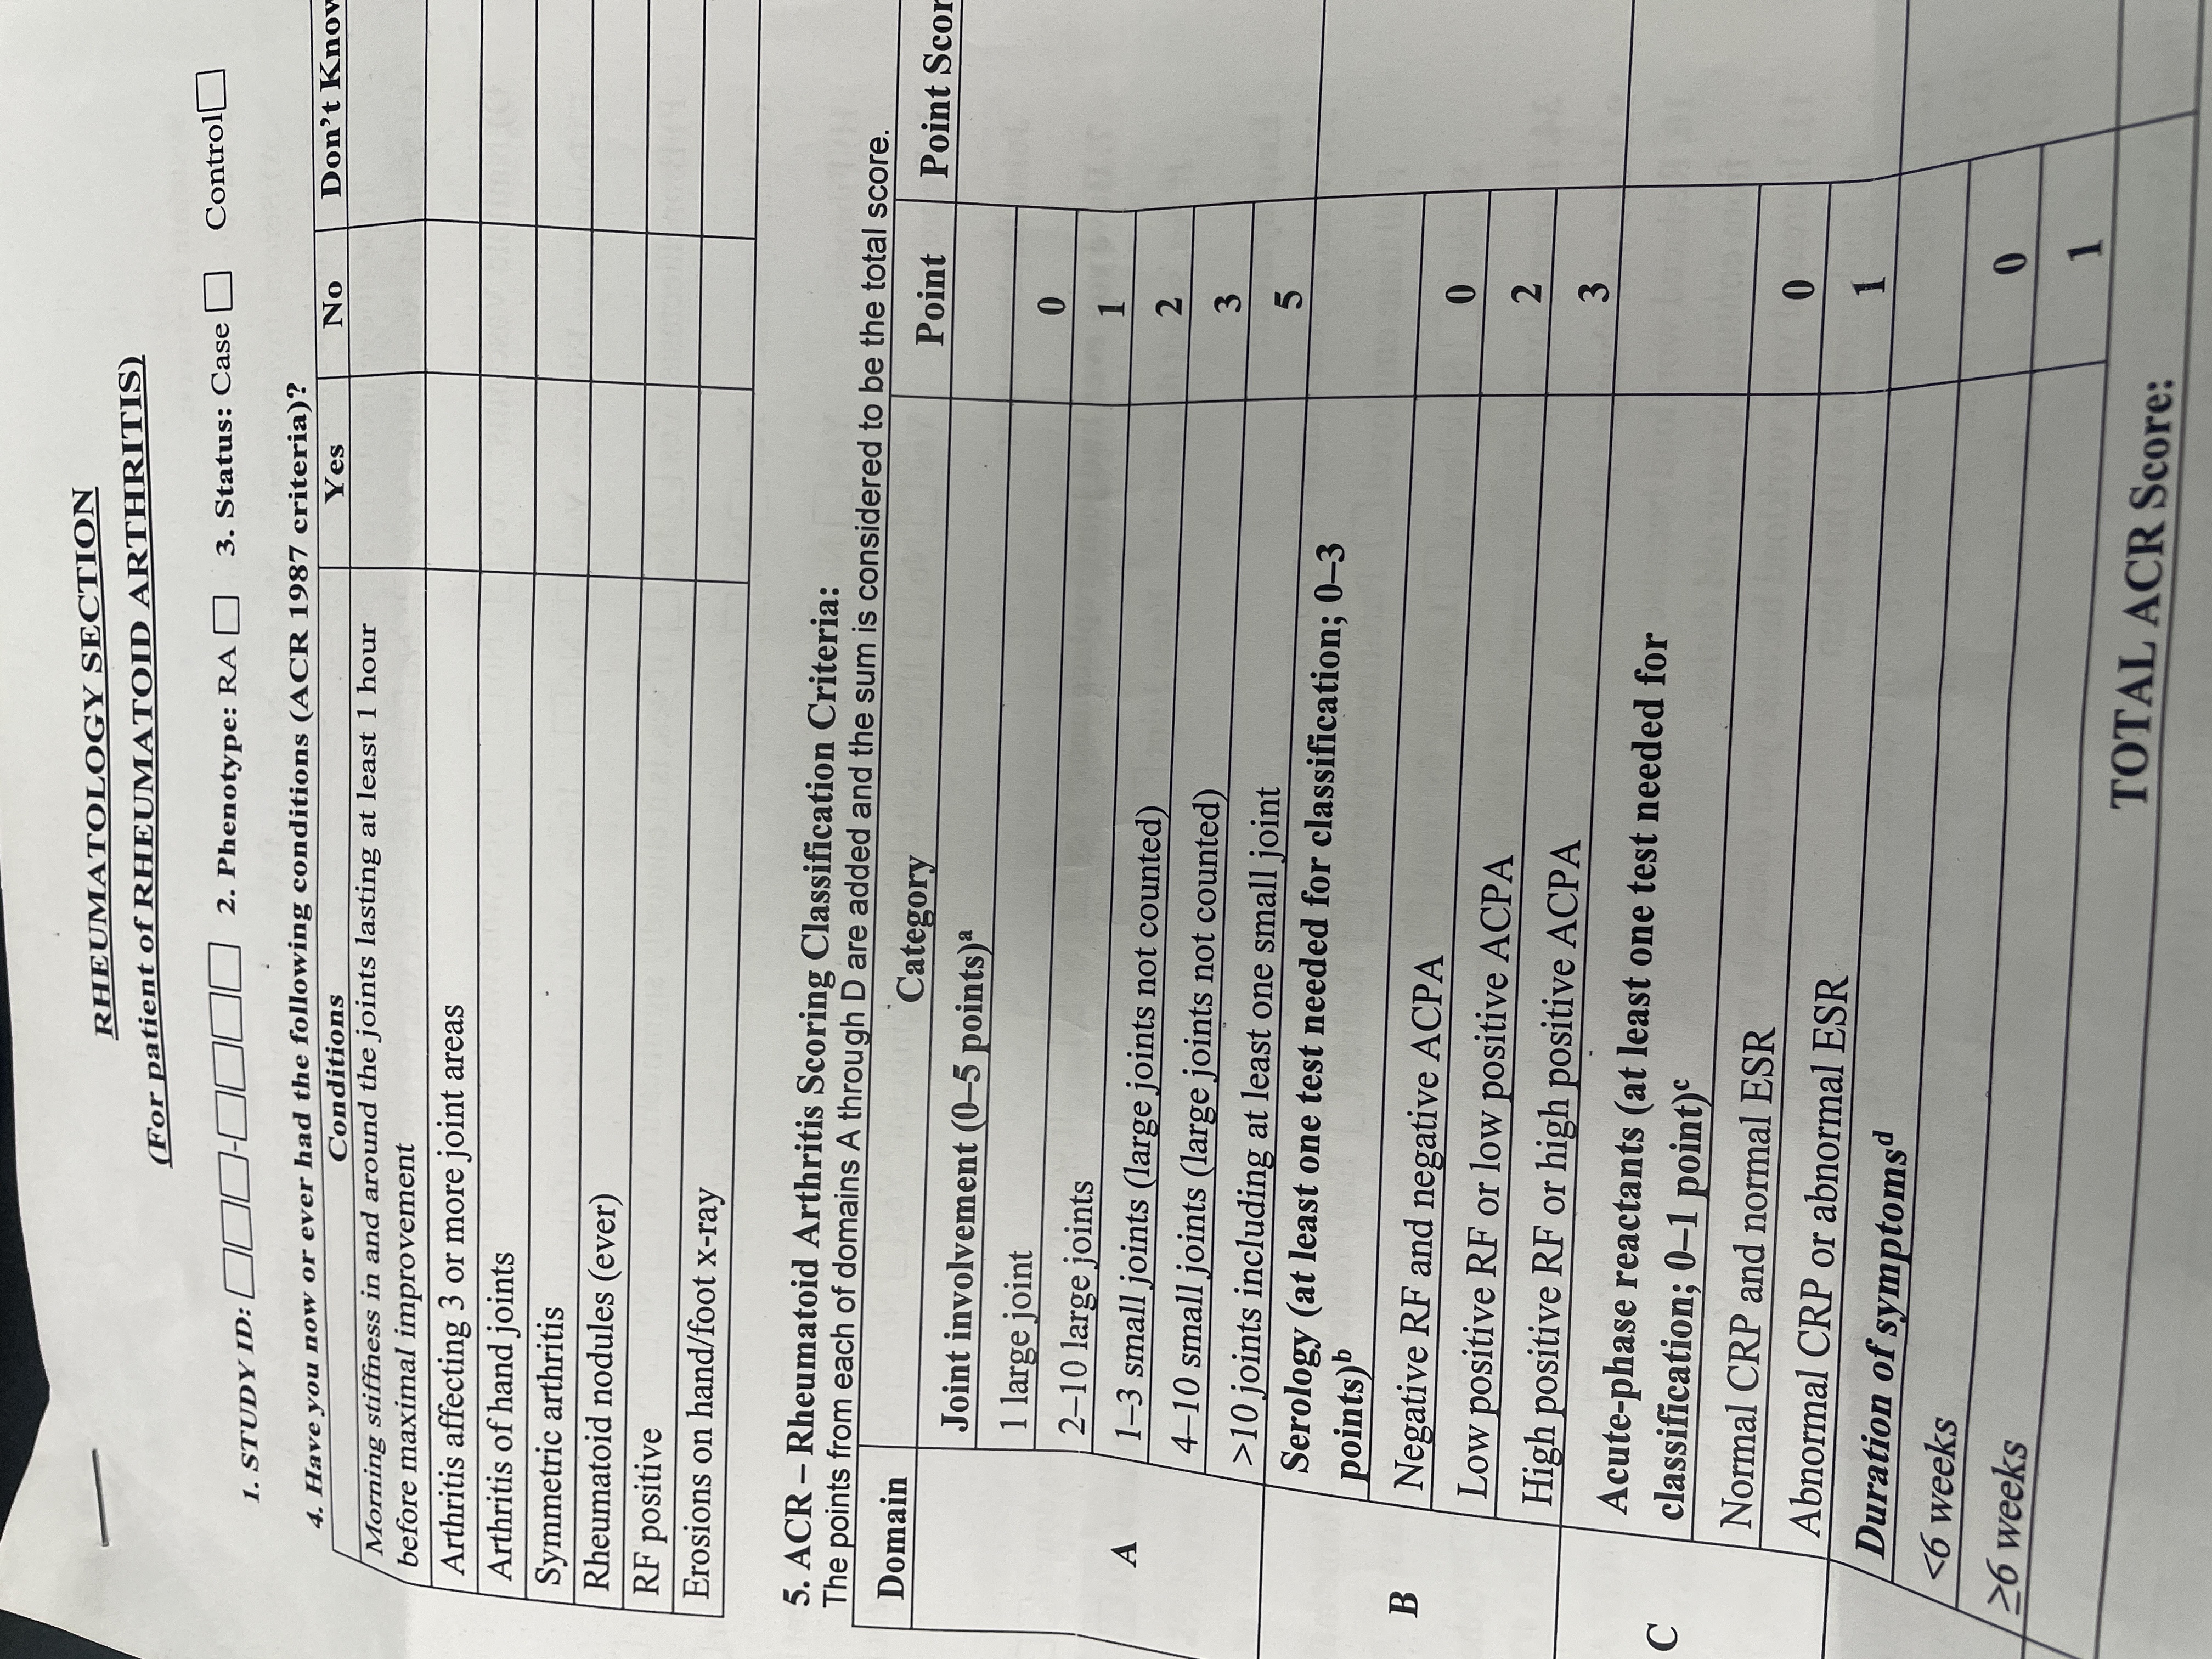 RHEUMATOLOGY SECTION
(For patient of RHEUMATOID ARTHRITIS)
1. STUDY ID: - 2. Phenotype: RA 3. Status: Case Control
4. Have you now or ever had the following conditions (ACR 1987 criteria)?
Conditions Yes No Don't Know
Morning stiffness in and around the joints lasting at least 1 hour
before maximal improvement
Arthritis affecting 3 or more joint areas
Arthritis of hand joints
Symmetric arthritis
Rheumatoid nodules (ever)
RF positive
Erosions on hand/foot x-ray
5. ACR – Rheumatoid Arthritis Scoring Classification Criteria:
The points from each of domains A through D are added and the sum is considered to be the total score.
Domain Category Point Point Scor
Joint involvement (0–5 points)ᵃ
1 large joint 0
2–10 large joints 1
A 1–3 small joints (large joints not counted) 2
4–10 small joints (large joints not counted) 3
>10 joints including at least one small joint 5
Serology (at least one test needed for classification; 0–3
points)ᵇ
B Negative RF and negative ACPA 0
Low positive RF or low positive ACPA 2
High positive RF or high positive ACPA 3
Acute-phase reactants (at least one test needed for
C classification; 0–1 point)ᶜ
Normal CRP and normal ESR 0
Abnormal CRP or abnormal ESR 1
Duration of symptomsᵈ
<6 weeks 0
≥6 weeks 1
TOTAL ACR Score: